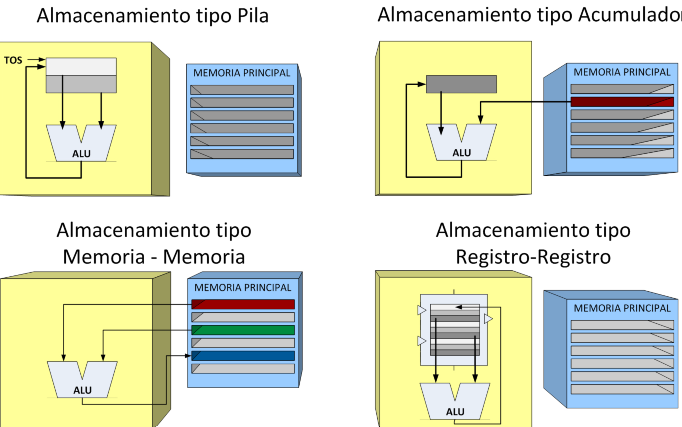 Almacenamiento tipo Pila
Almacenamiento tipo Acumulador
TOS
MEMORIA PRINCIPAL
ALU
MEMORIA PRINCIPAL
ALU
Almacenamiento tipo
Memoria - Memoria
Almacenamiento tipo
Registro-Registro
MEMORIA PRINCIPAL
ALU
MEMORIA PRINCIPAL
ALU